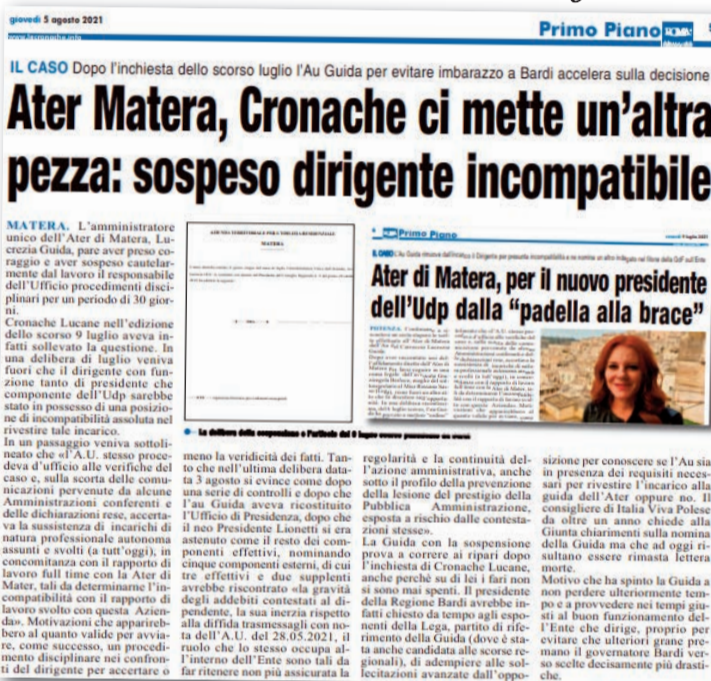 giovedì 5 agosto 2021
www.lecronache.info
Primo Piano
IL CASO Dopo l'inchiesta dello scorso luglio l'Au Guida per evitare imbarazzo a Bardi accelera sulla decisione
Ater Matera, Cronache ci mette un'altra
pezza: sospeso dirigente incompatibile
MATERA. L'amministratore
unico dell'Ater di Matera, Lu-
crezia Guida, pare aver preso co-
raggio e aver sospeso cautelar-
mente dal lavoro il responsabile
dell'Ufficio procedimenti disci-
plinari per un periodo di 30 gior-
ni.
Cronache Lucane nell'edizione
dello scorso 9 luglio aveva in-
fatti sollevato la questione. In
una delibera di luglio veniva
fuori che il dirigente con fun-
zione tanto di presidente che
componente dell'Udp sarebbe
stato in possesso di una posizio-
ne di incompatibilità assoluta nel
rivestire tale incarico.
In un passaggio veniva sottoli-
neato che «l'A.U. stesso proce-
deva d'ufficio alle verifiche del
caso e, sulla scorta delle comu-
nicazioni pervenute da alcune
Amministrazioni conferenti e
delle dichiarazioni rese, accerta-
va la sussistenza di incarichi di
natura professionale autonoma
assunti e svolti (a tutt'oggi), in
concomitanza con il rapporto di
lavoro full time con la Ater di
Mater, tali da determinarne l'in-
compatibilità con il rapporto di
lavoro svolto con questa Azien-
da». Motivazioni che apparireb-
bero al quanto valide per avvia-
re, come successo, un procedi-
mento disciplinare nei confron-
ti del dirigente per accertare o
MATERA
Primo Piano
Ater di Matera, per il nuovo presidente
dell'Udp dalla "padella alla brace"
meno la veridicità dei fatti. Tan-
to che nell'ultima delibera data-
ta 3 agosto si evince come dopo
una serie di controlli e dopo che
l'au Guida aveva ricostituito
l'Ufficio di Presidenza, dopo che
il neo Presidente Lionetti si era
astenuto come il resto dei com-
ponenti effettivi, nominando
cinque componenti esterni, di cui
tre effettivi e due supplenti
avrebbe riscontrato «la gravità
degli addebiti contestati al di-
pendente, la sua inerzia rispetto
alla diffida trasmessagli con no-
ta dell'A.U. del 28.05.2021, il
ruolo che lo stesso occupa al-
l'interno dell'Ente sono tali da
far ritenere non più assicurata la
regolarità e la continuità del-
l'azione amministrativa, anche
sotto il profilo della prevenzione
della lesione del prestigio della
Pubblica Amministrazione,
esposta a rischio dalle contesta-
zioni stesse».
La Guida con la sospensione
prova a correre ai ripari dopo
l'inchiesta di Cronache Lucane,
anche perchè su di lei i fari non
si sono mai spenti. Il presidente
della Regione Bardi avrebbe in-
fatti chiesto da tempo agli espo-
nenti della Lega, partito di rife-
rimento della Guida (dove è sta-
ta anche candidata alle scorse re-
gionali), di adempiere alle sol-
lecitazioni avanzate dall'oppo-
sizione per conoscere se l'Au sia
in presenza dei requisiti neces-
sari per rivestire l'incarico alla
guida dell'Ater oppure no. Il
consigliere di Italia Viva Polese
da oltre un anno chiede alla
Giunta chiarimenti sulla nomina
della Guida ma che ad oggi ri-
sultano essere rimasta lettera
morte.
Motivo che ha spinto la Guida a
non perdere ulteriormente tem-
po e a provvedere nei tempi giu-
sti al buon funzionamento del-
l'Ente che dirige, proprio per
evitare che ulteriori grane pre-
mano il governatore Bardi ver-
so scelte decisamente più drasti-
che.